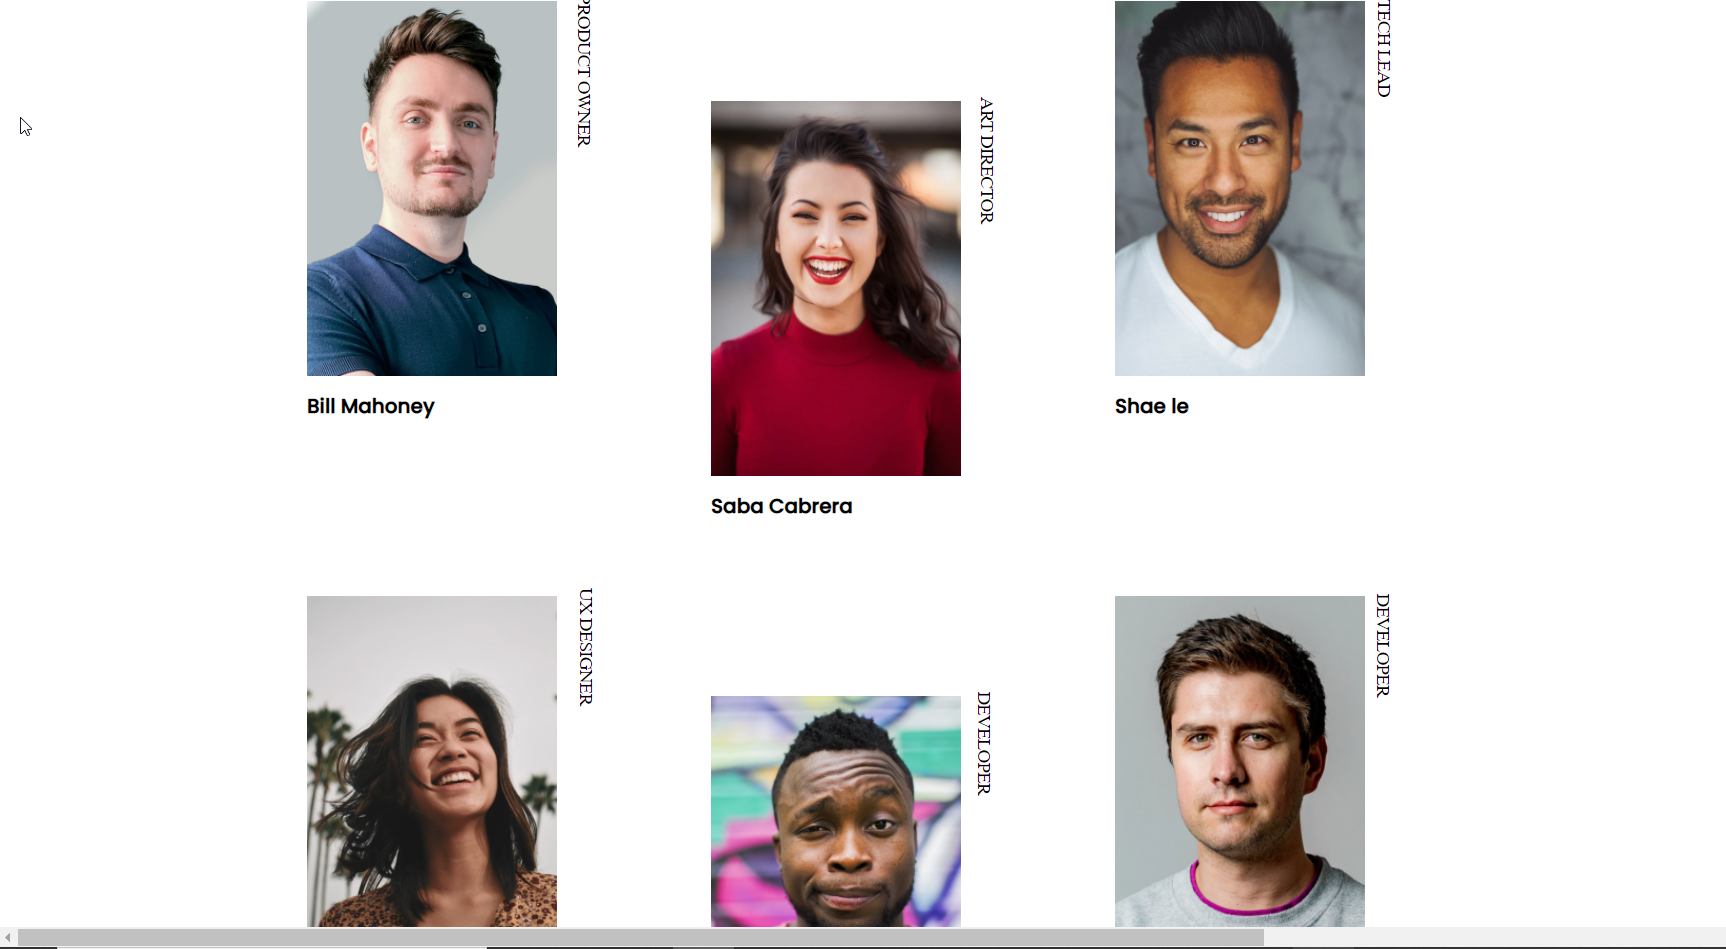 PRODUCT OWNER
Bill Mahoney
ART DIRECTOR
Saba Cabrera
TECH LEAD
Shae le
UX DESIGNER
DEVELOPER
DEVELOPER